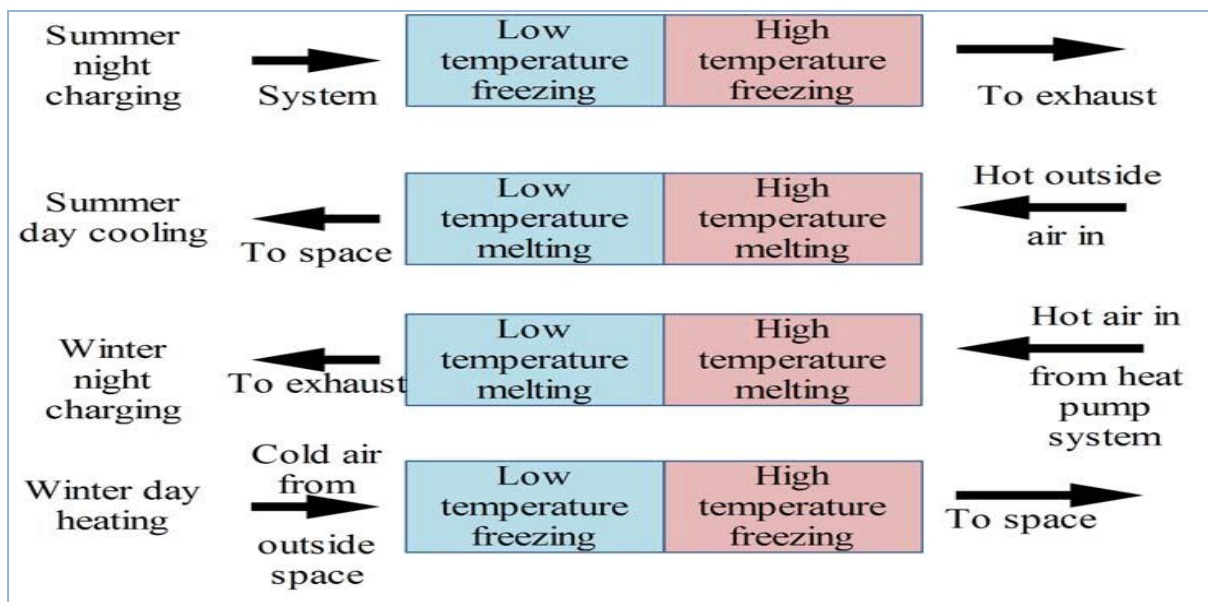 Summer
night
charging
System
Low
temperature
freezing
High
temperature
freezing
To exhaust
Summer
day cooling
To space
Low
temperature
melting
High
temperature
melting
Hot outside
air in
Winter
night
charging
To exhaust
Low
temperature
melting
High
temperature
melting
Hot air in
from heat
pump
system
Winter day
heating
Cold air
from
outside
space
Low
temperature
freezing
High
temperature
freezing
To space